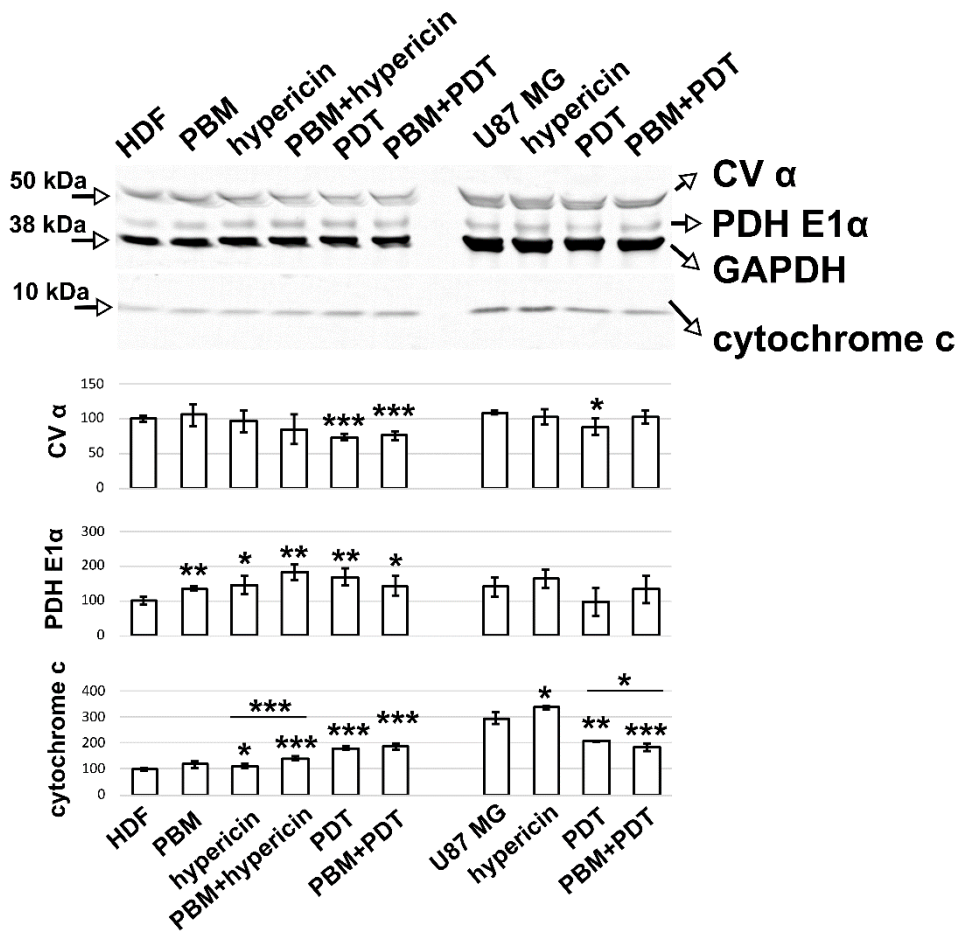 HDF PBM hypericin PBM+hypericin PDT PBM+PDT U87 MG hypericin PDT PBM+PDT
50 kDa
CV α
38 kDa
PDH E1α
GAPDH
10 kDa
cytochrome c
CV α
150
100
50
0
*** *** *
PDH E1α
300
200
100
0
** * ** ** *
cytochrome c
400
300
200
100
0
*** *
* *** *** *** * ** ***
HDF PBM hypericin PBM+hypericin PDT PBM+PDT U87 MG hypericin PDT PBM+PDT